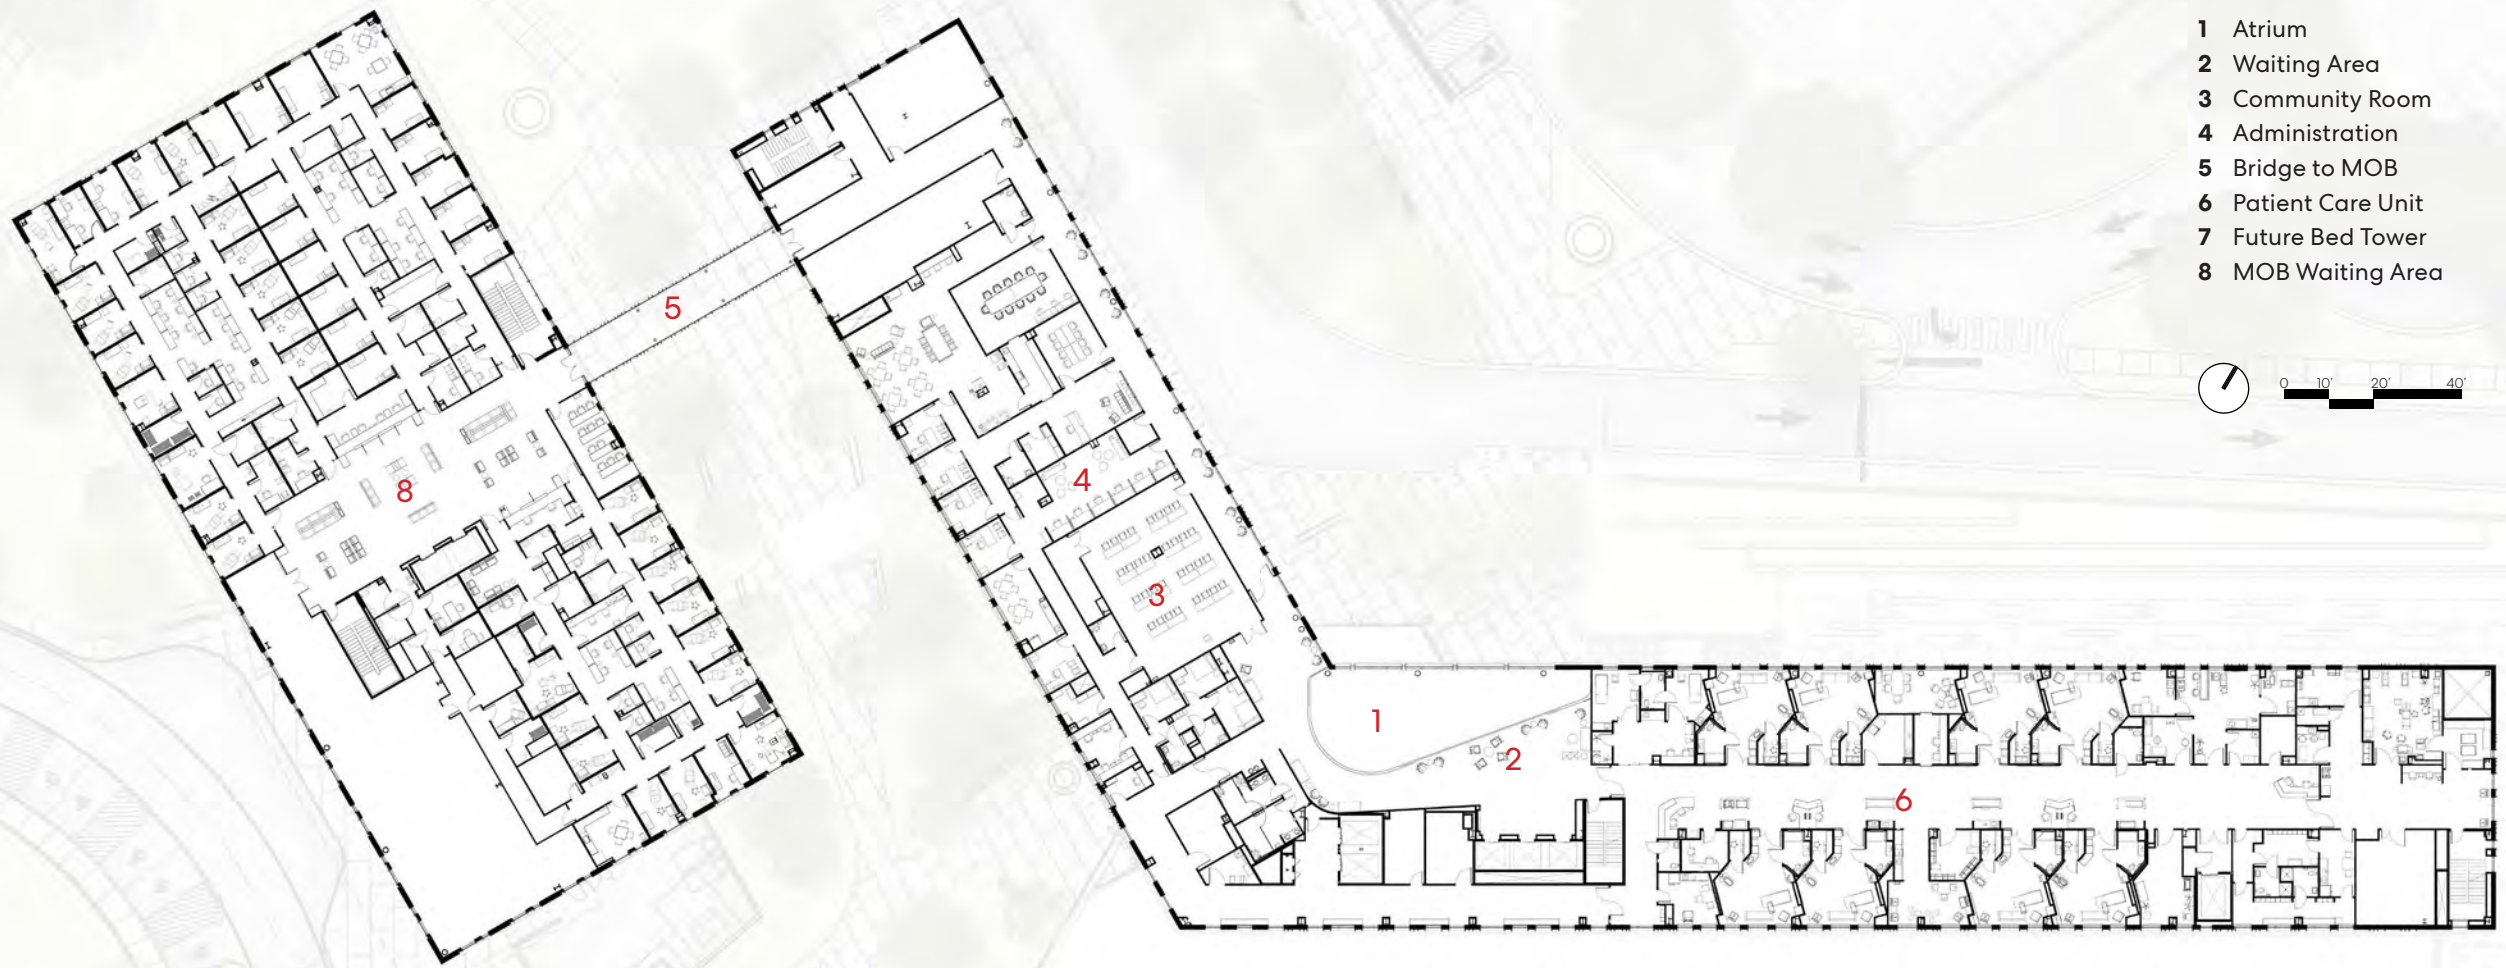 1 Atrium
2 Waiting Area
3 Community Room
4 Administration
5 Bridge to MOB
6 Patient Care Unit
7 Future Bed Tower
8 MOB Waiting Area
0 10' 20' 40'
5
8
4
3
1
2
6